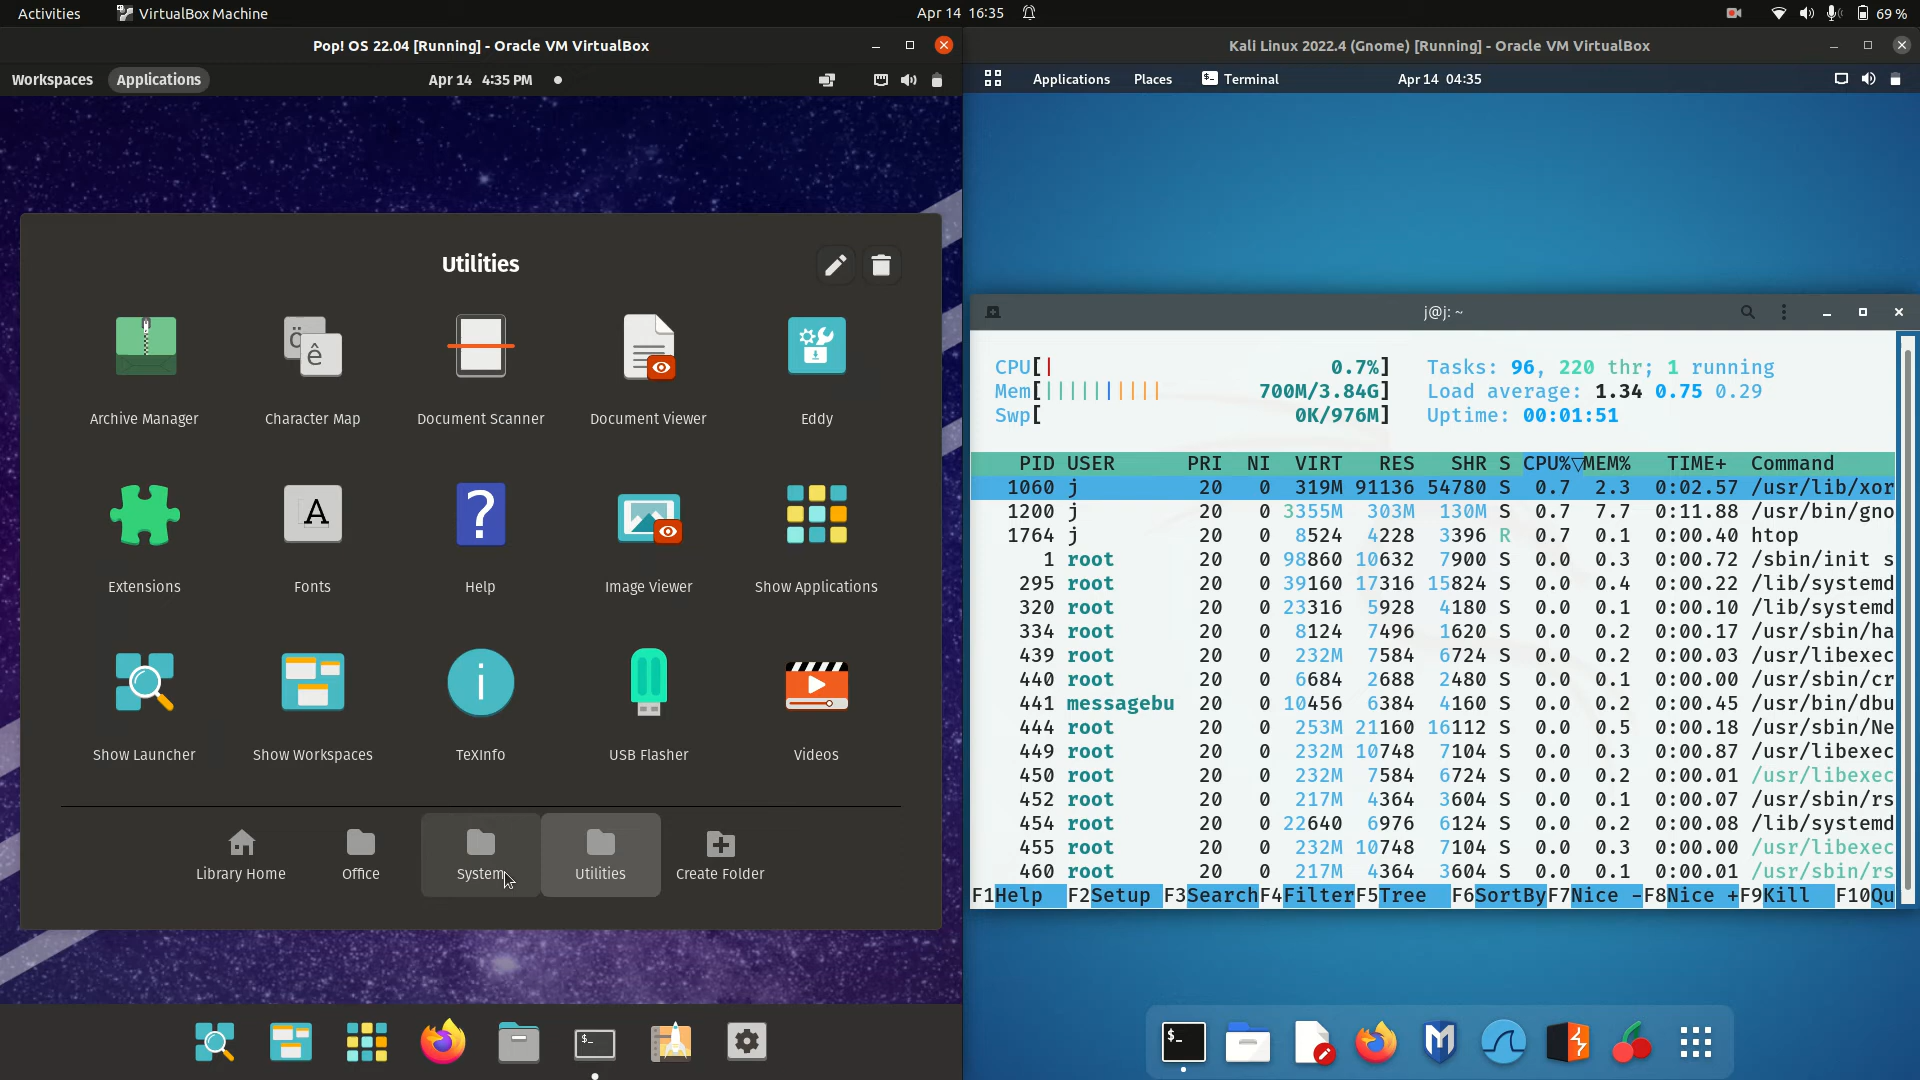 Activities VirtualBox Machine Apr 14 16:35 69 %
Pop! OS 22.04 [Running] - Oracle VM VirtualBox
Workspaces Applications Apr 14 4:35 PM
Utilities
Archive Manager Character Map Document Scanner Document Viewer Eddy
Extensions Fonts Help Image Viewer Show Applications
Show Launcher Show Workspaces TeXInfo USB Flasher Videos
Library Home Office System Utilities Create Folder
Kali Linux 2022.4 (Gnome) [Running] - Oracle VM VirtualBox
Applications Places Terminal Apr 14 04:35
j@j: ~
CPU[| 0.7%] Tasks: 96, 220 thr; 1 running
Mem[|||||||||| 700M/3.84G] Load average: 1.34 0.75 0.29
Swp[ 0K/976M] Uptime: 00:01:51
PID USER PRI NI VIRT RES SHR S CPU%▽MEM% TIME+ Command
1060 j 20 0 319M 91136 54780 S 0.7 2.3 0:02.57 /usr/lib/xor
1200 j 20 0 3355M 303M 130M S 0.7 7.7 0:11.88 /usr/bin/gno
1764 j 20 0 8524 4228 3396 R 0.7 0.1 0:00.40 htop
1 root 20 0 98860 10632 7900 S 0.0 0.3 0:00.72 /sbin/init s
295 root 20 0 39160 17316 15824 S 0.0 0.4 0:00.22 /lib/systemd
320 root 20 0 23316 5928 4180 S 0.0 0.1 0:00.10 /lib/systemd
334 root 20 0 8124 7496 1620 S 0.0 0.2 0:00.17 /usr/sbin/ha
439 root 20 0 232M 7584 6724 S 0.0 0.2 0:00.03 /usr/libexec
440 root 20 0 6684 2688 2480 S 0.0 0.1 0:00.00 /usr/sbin/cr
441 messagebu 20 0 10456 6384 4160 S 0.0 0.2 0:00.45 /usr/bin/dbu
444 root 20 0 253M 21160 16112 S 0.0 0.5 0:00.18 /usr/sbin/Ne
449 root 20 0 232M 10748 7104 S 0.0 0.3 0:00.87 /usr/libexec
450 root 20 0 232M 7584 6724 S 0.0 0.2 0:00.01 /usr/libexec
452 root 20 0 217M 4364 3604 S 0.0 0.1 0:00.07 /usr/sbin/rs
454 root 20 0 22640 6976 6124 S 0.0 0.2 0:00.08 /lib/systemd
455 root 20 0 232M 10748 7104 S 0.0 0.3 0:00.00 /usr/libexec
460 root 20 0 217M 4364 3604 S 0.0 0.1 0:00.01 /usr/sbin/rs
F1Help F2Setup F3SearchF4FilterF5Tree F6SortByF7Nice -F8Nice +F9Kill F10Qu